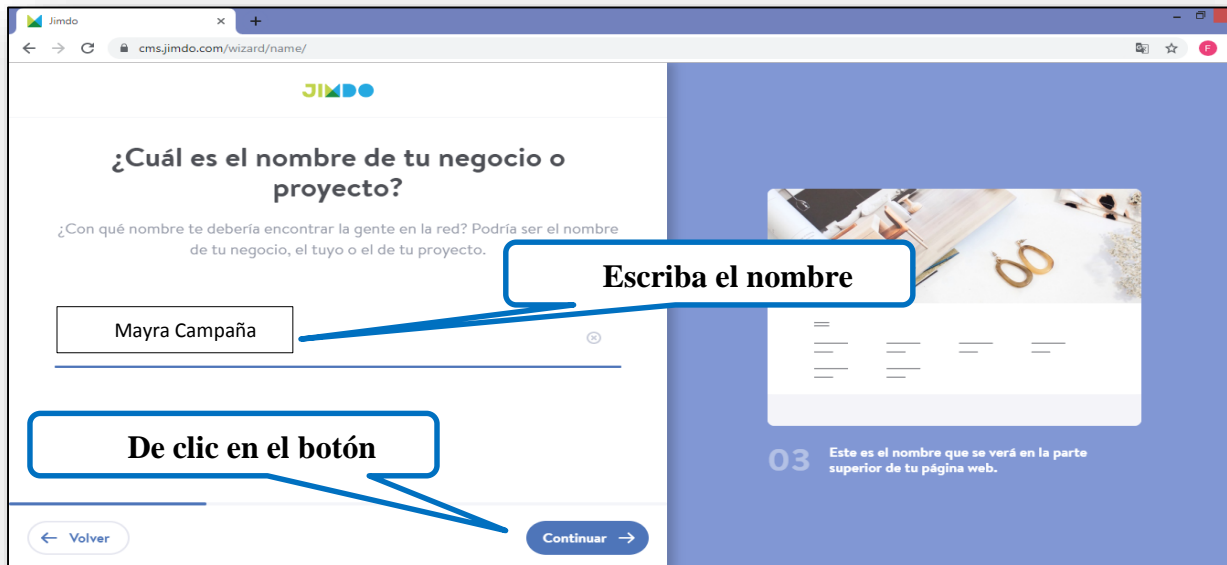 Jimdo
cms.jimdo.com/wizard/name/
F
JIMDO
¿Cuál es el nombre de tu negocio o
proyecto?
¿Con qué nombre te debería encontrar la gente en la red? Podría ser el nombre
de tu negocio, el tuyo o el de tu proyecto.
Escriba el nombre
Mayra Campaña
De clic en el botón
Volver
Continuar
03
Este es el nombre que se verá en la parte
superior de tu página web.